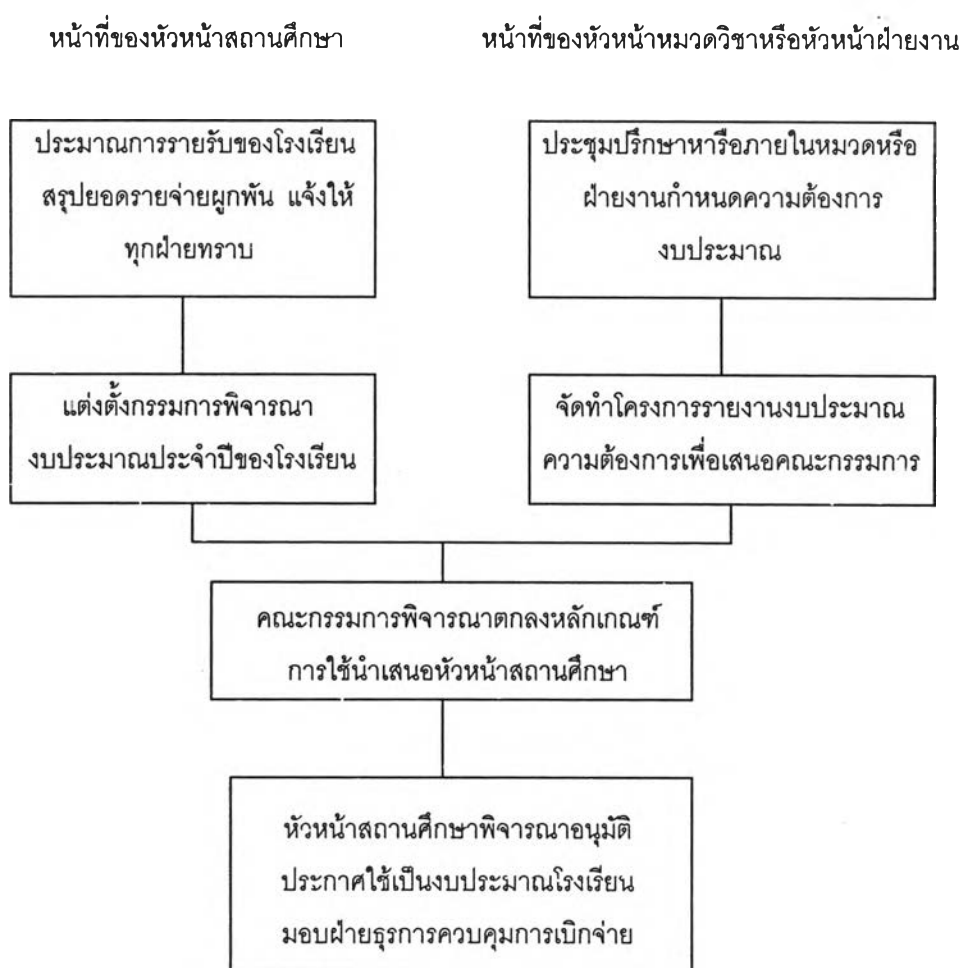 หน้าที่ของหัวหน้าสถานศึกษา
หน้าที่ของหัวหน้าหมวดวิชาหรือหัวหน้าฝ่ายงาน
ประมาณการรายรับของโรงเรียน
สรุปยอดรายจ่ายผูกพัน แจ้งให้
ทุกฝ่ายทราบ
ประชุมปรึกษาหารือภายในหมวดหรือ
ฝ่ายงานกำหนดความต้องการ
งบประมาณ
แต่งตั้งกรรมการพิจารณา
งบประมาณประจำปีของโรงเรียน
จัดทำโครงการรายงานงบประมาณ
ความต้องการเพื่อเสนอคณะกรรมการ
คณะกรรมการพิจารณาตกลงหลักเกณฑ์
การใช้นำเสนอหัวหน้าสถานศึกษา
หัวหน้าสถานศึกษาพิจารณาอนุมัติ
ประกาศใช้เป็นงบประมาณโรงเรียน
มอบฝ่ายธุรการควบคุมการเบิกจ่าย